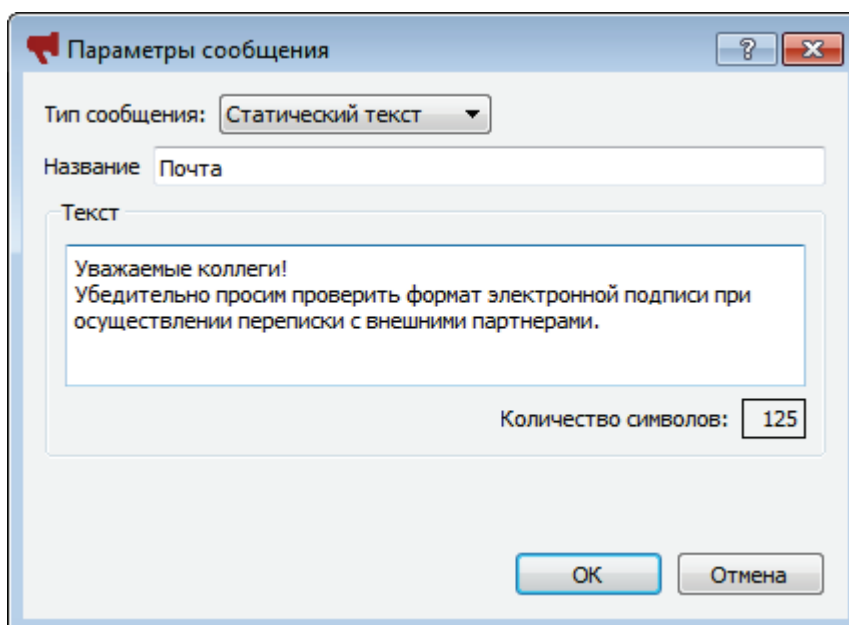 Параметры сообщения
Тип сообщения: Статический текст
Название Почта
Текст
Уважаемые коллеги!
Убедительно просим проверить формат электронной подписи при
осуществлении переписки с внешними партнерами.
Количество символов: 125
ОК Отмена